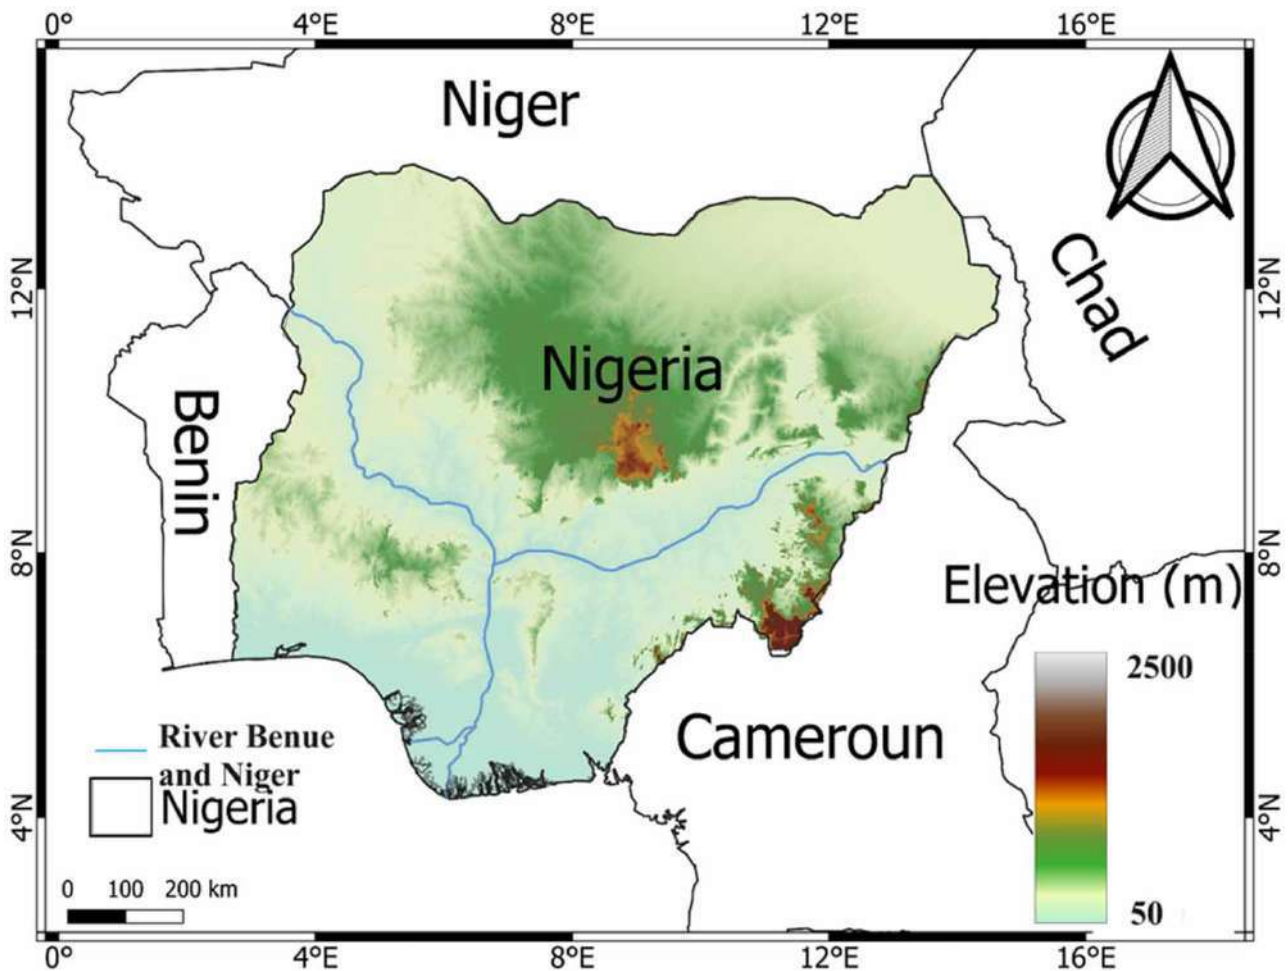 0° 4°E 8°E 12°E 16°E
Niger
Chad
12°N
12°N
Nigeria
Benin
8°N
8°N
Elevation (m)
2500
Cameroun
River Benue
and Niger
Nigeria
4°N
4°N
0 100 200 km
50
0° 4°E 8°E 12°E 16°E